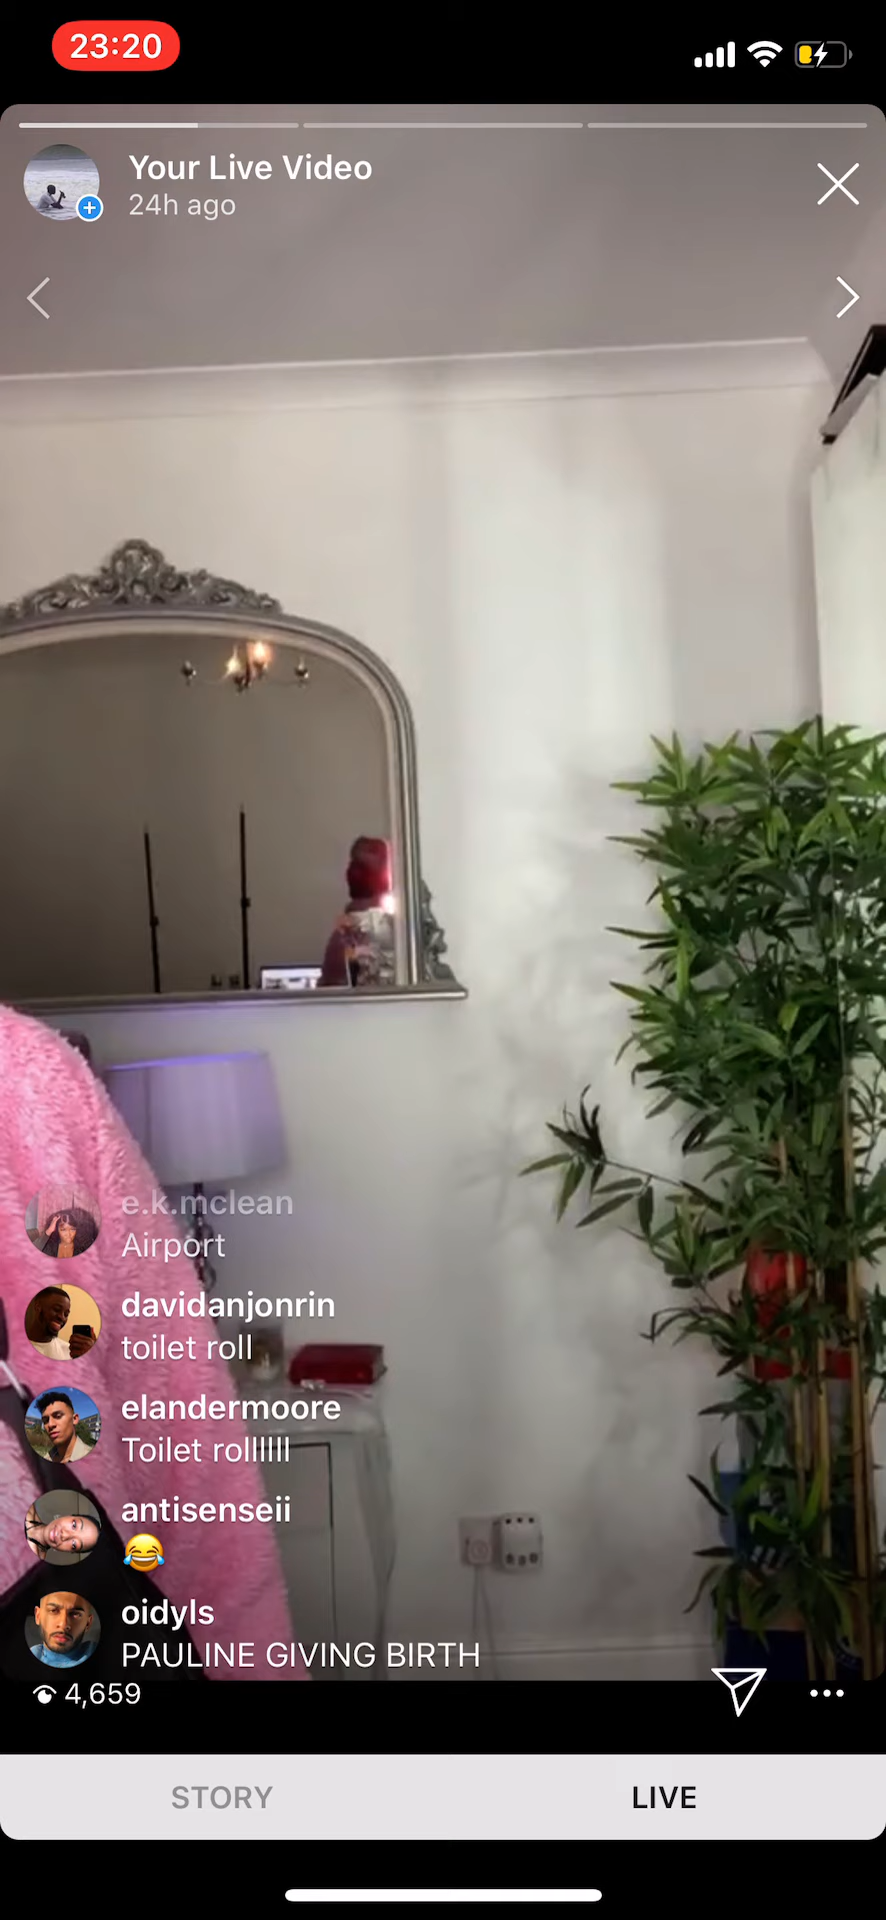 23:20
Your Live Video
24h ago
e.k.mclean
Airport
davidanjonrin
toilet roll
elandermoore
Toilet rollllll
antisenseii
😂
oidyls
PAULINE GIVING BIRTH
4,659
STORY
LIVE